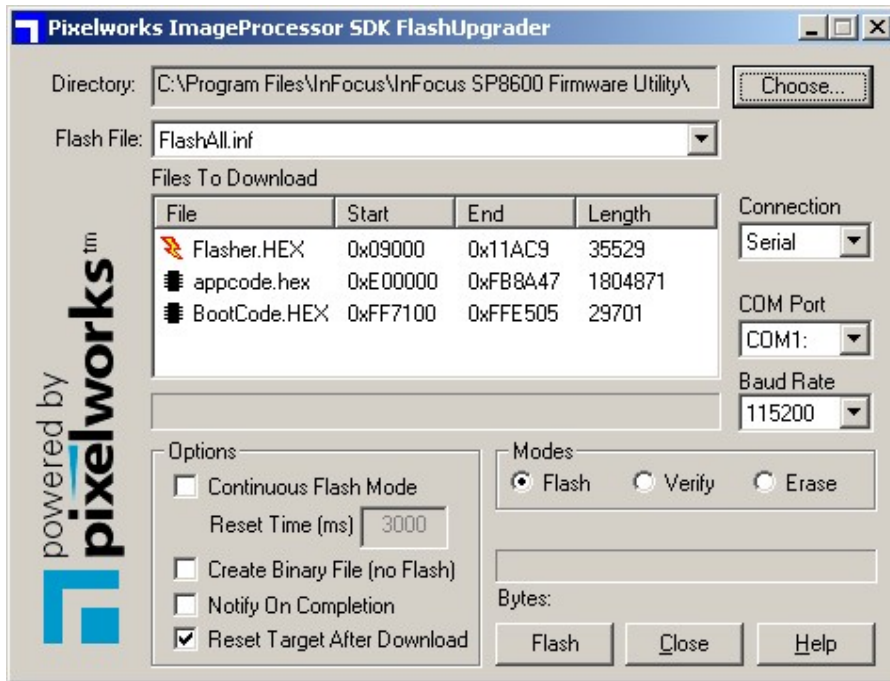 Pixelworks ImageProcessor SDK FlashUpgrader
Directory: C:\Program Files\InFocus\InFocus SP8600 Firmware Utility\ Choose...
Flash File: FlashAll.inf
Files To Download
File Start End Length
Flasher.HEX 0x09000 0x11AC9 35529
appcode.hex 0xE00000 0xFB8A47 1804871
BootCode.HEX 0xFF7100 0xFFE505 29701
Connection
Serial
COM Port
COM1:
Baud Rate
115200
powered by
pixelworks tm
Options
Continuous Flash Mode
Reset Time (ms) 3000
Create Binary File (no Flash)
Notify On Completion
Reset Target After Download
Modes
Flash Verify Erase
Bytes:
Flash Close Help